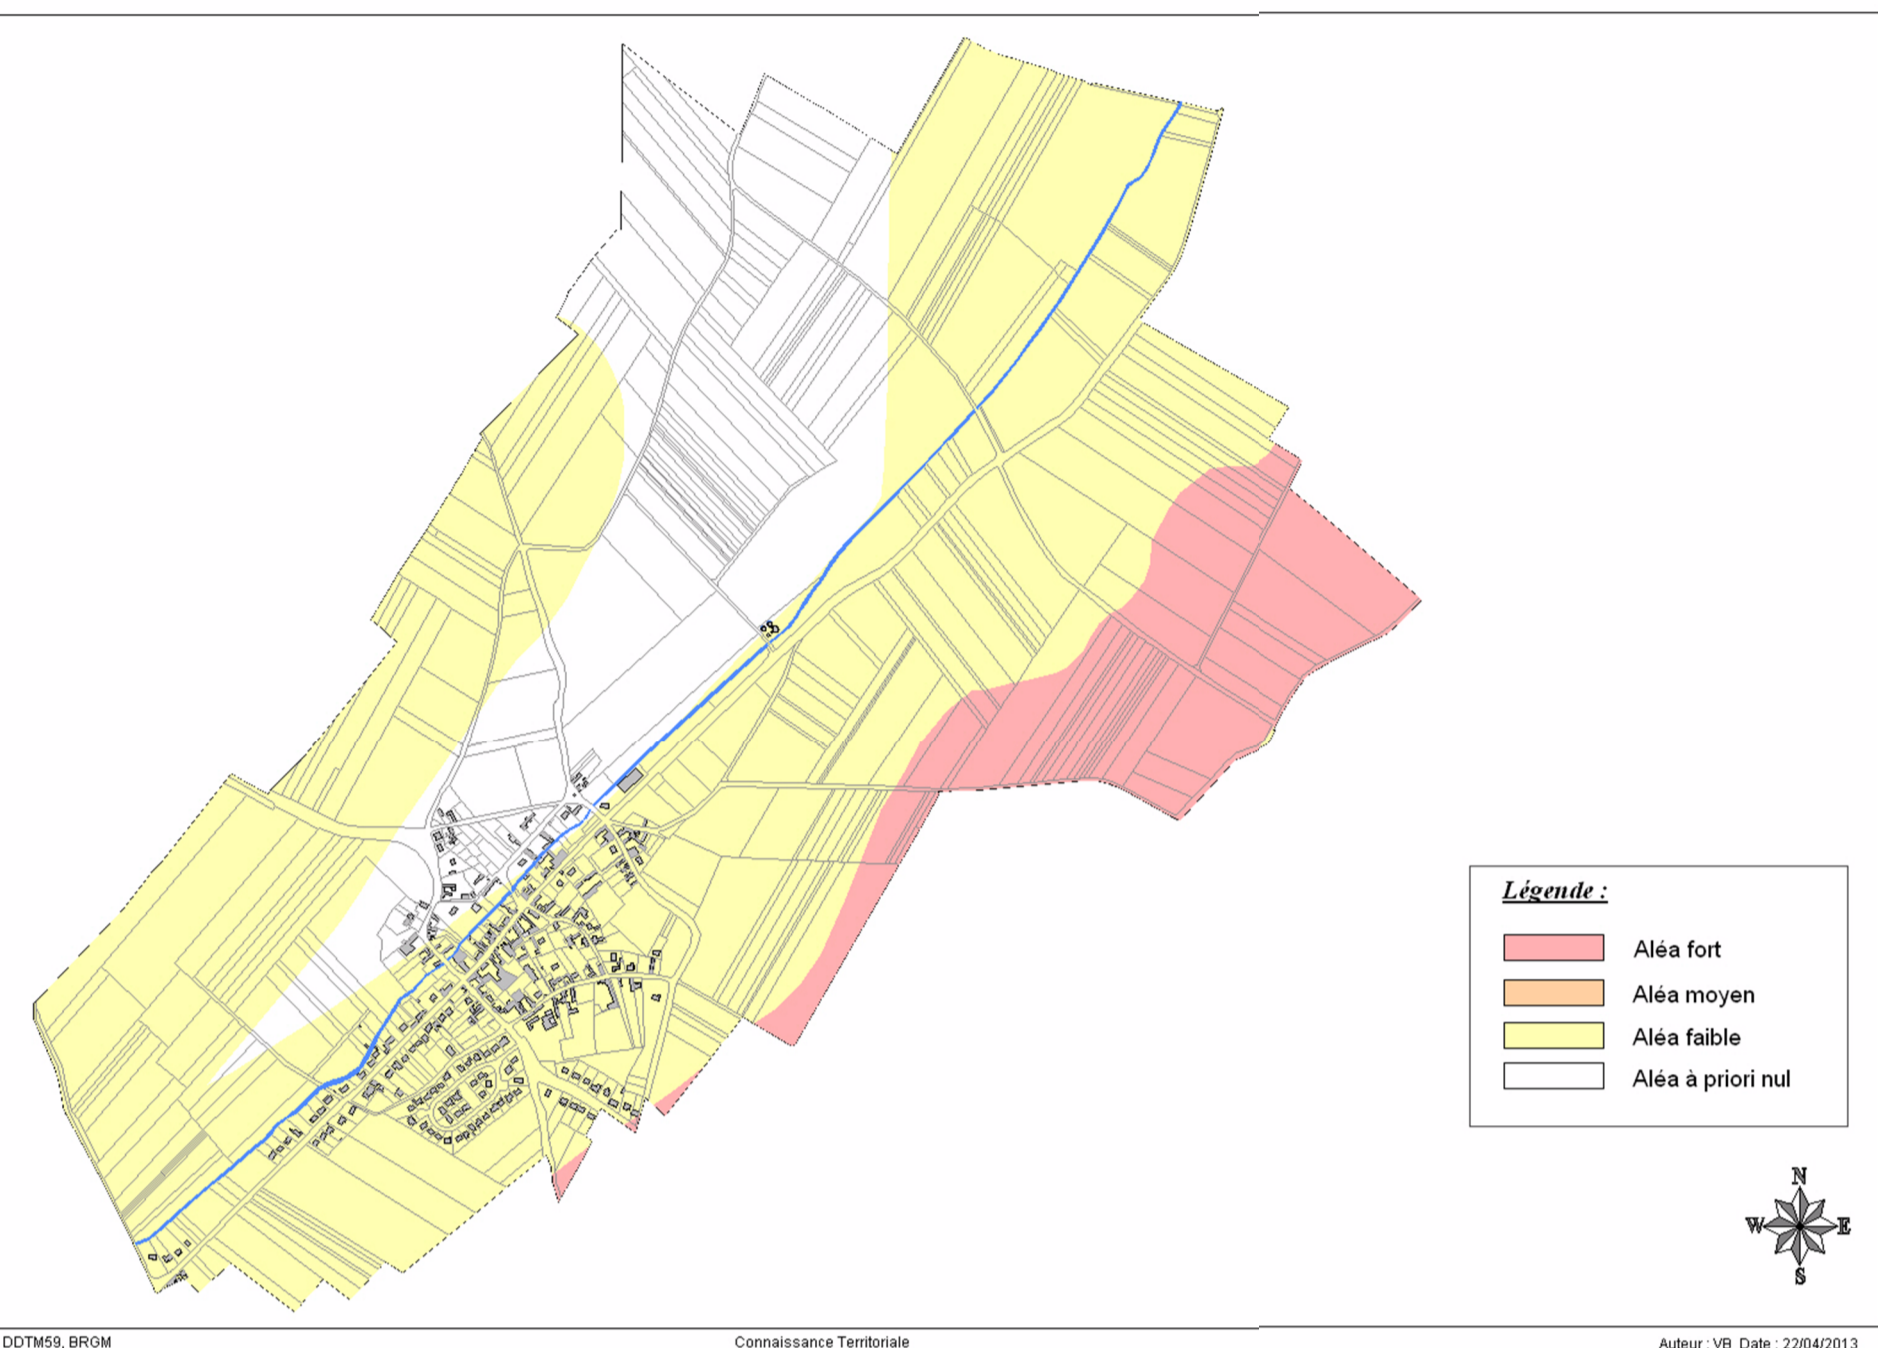 Légende :
Aléa fort
Aléa moyen
Aléa faible
Aléa à priori nul
N
W E
S
DDTM59, BRGM Connaissance Territoriale Auteur : VB Date : 22/04/2013